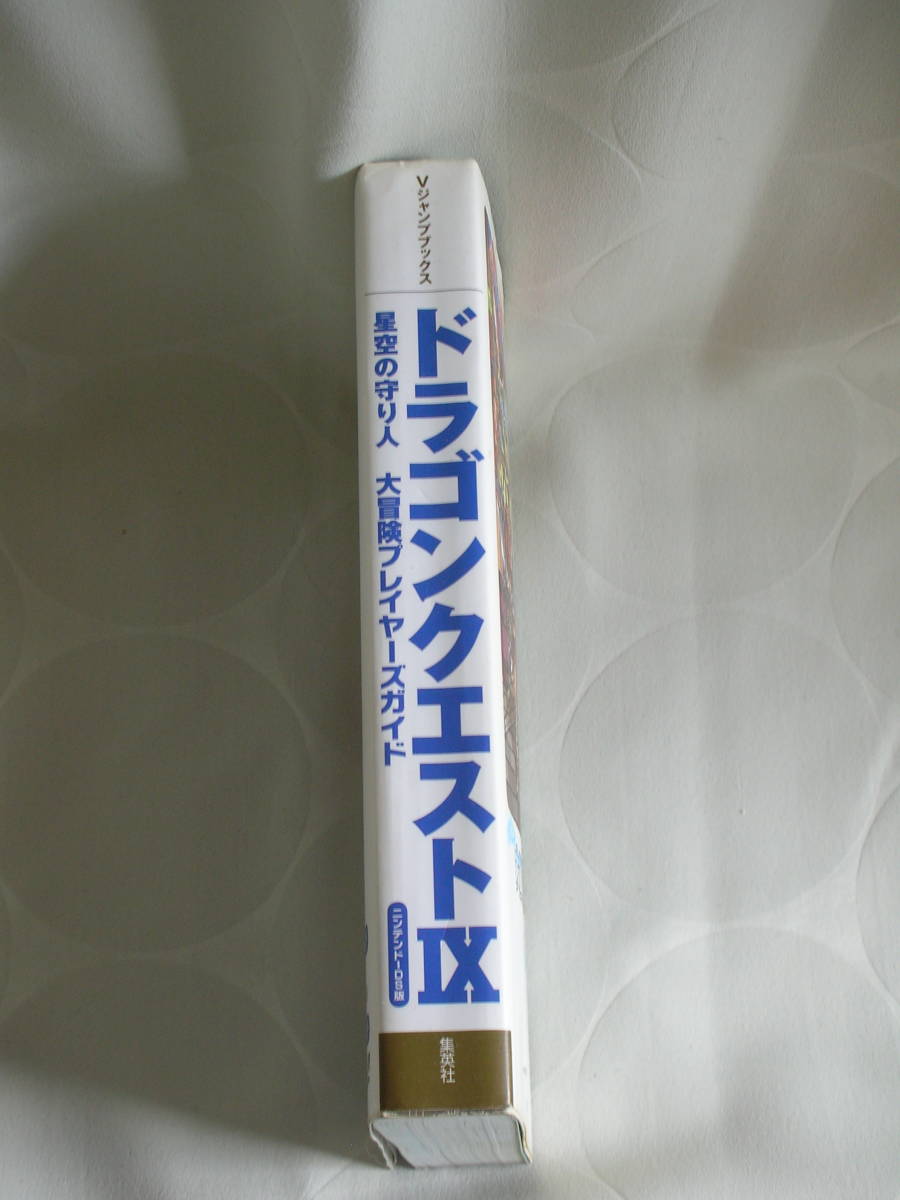 Vジャンプブックス
ドラゴンクエストIX
星空の守り人 大冒険プレイヤーズガイド
ニンテンドーDS版
集英社